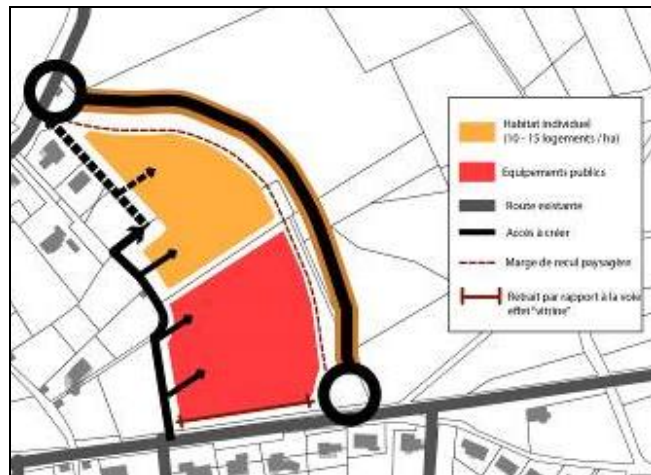 Habitat individuel
(10 - 15 logements / ha)
Equipements publics
Route existante
Accès à créer
Marge de recul paysagère
Retrait par rapport à la voie
effet "vitrine"